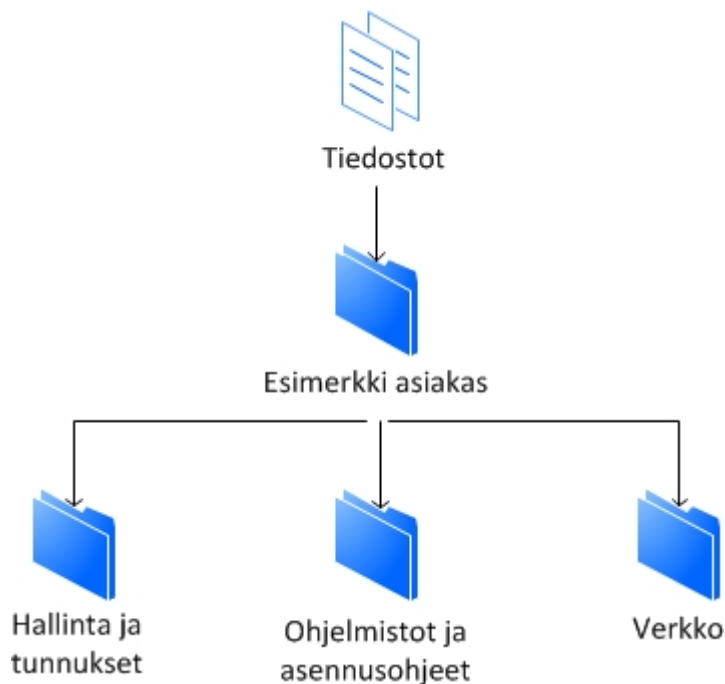 Tiedostot
Esimerkki asiakas
Hallinta ja
tunnukset
Ohjelmistot ja
asennusohjeet
Verkko